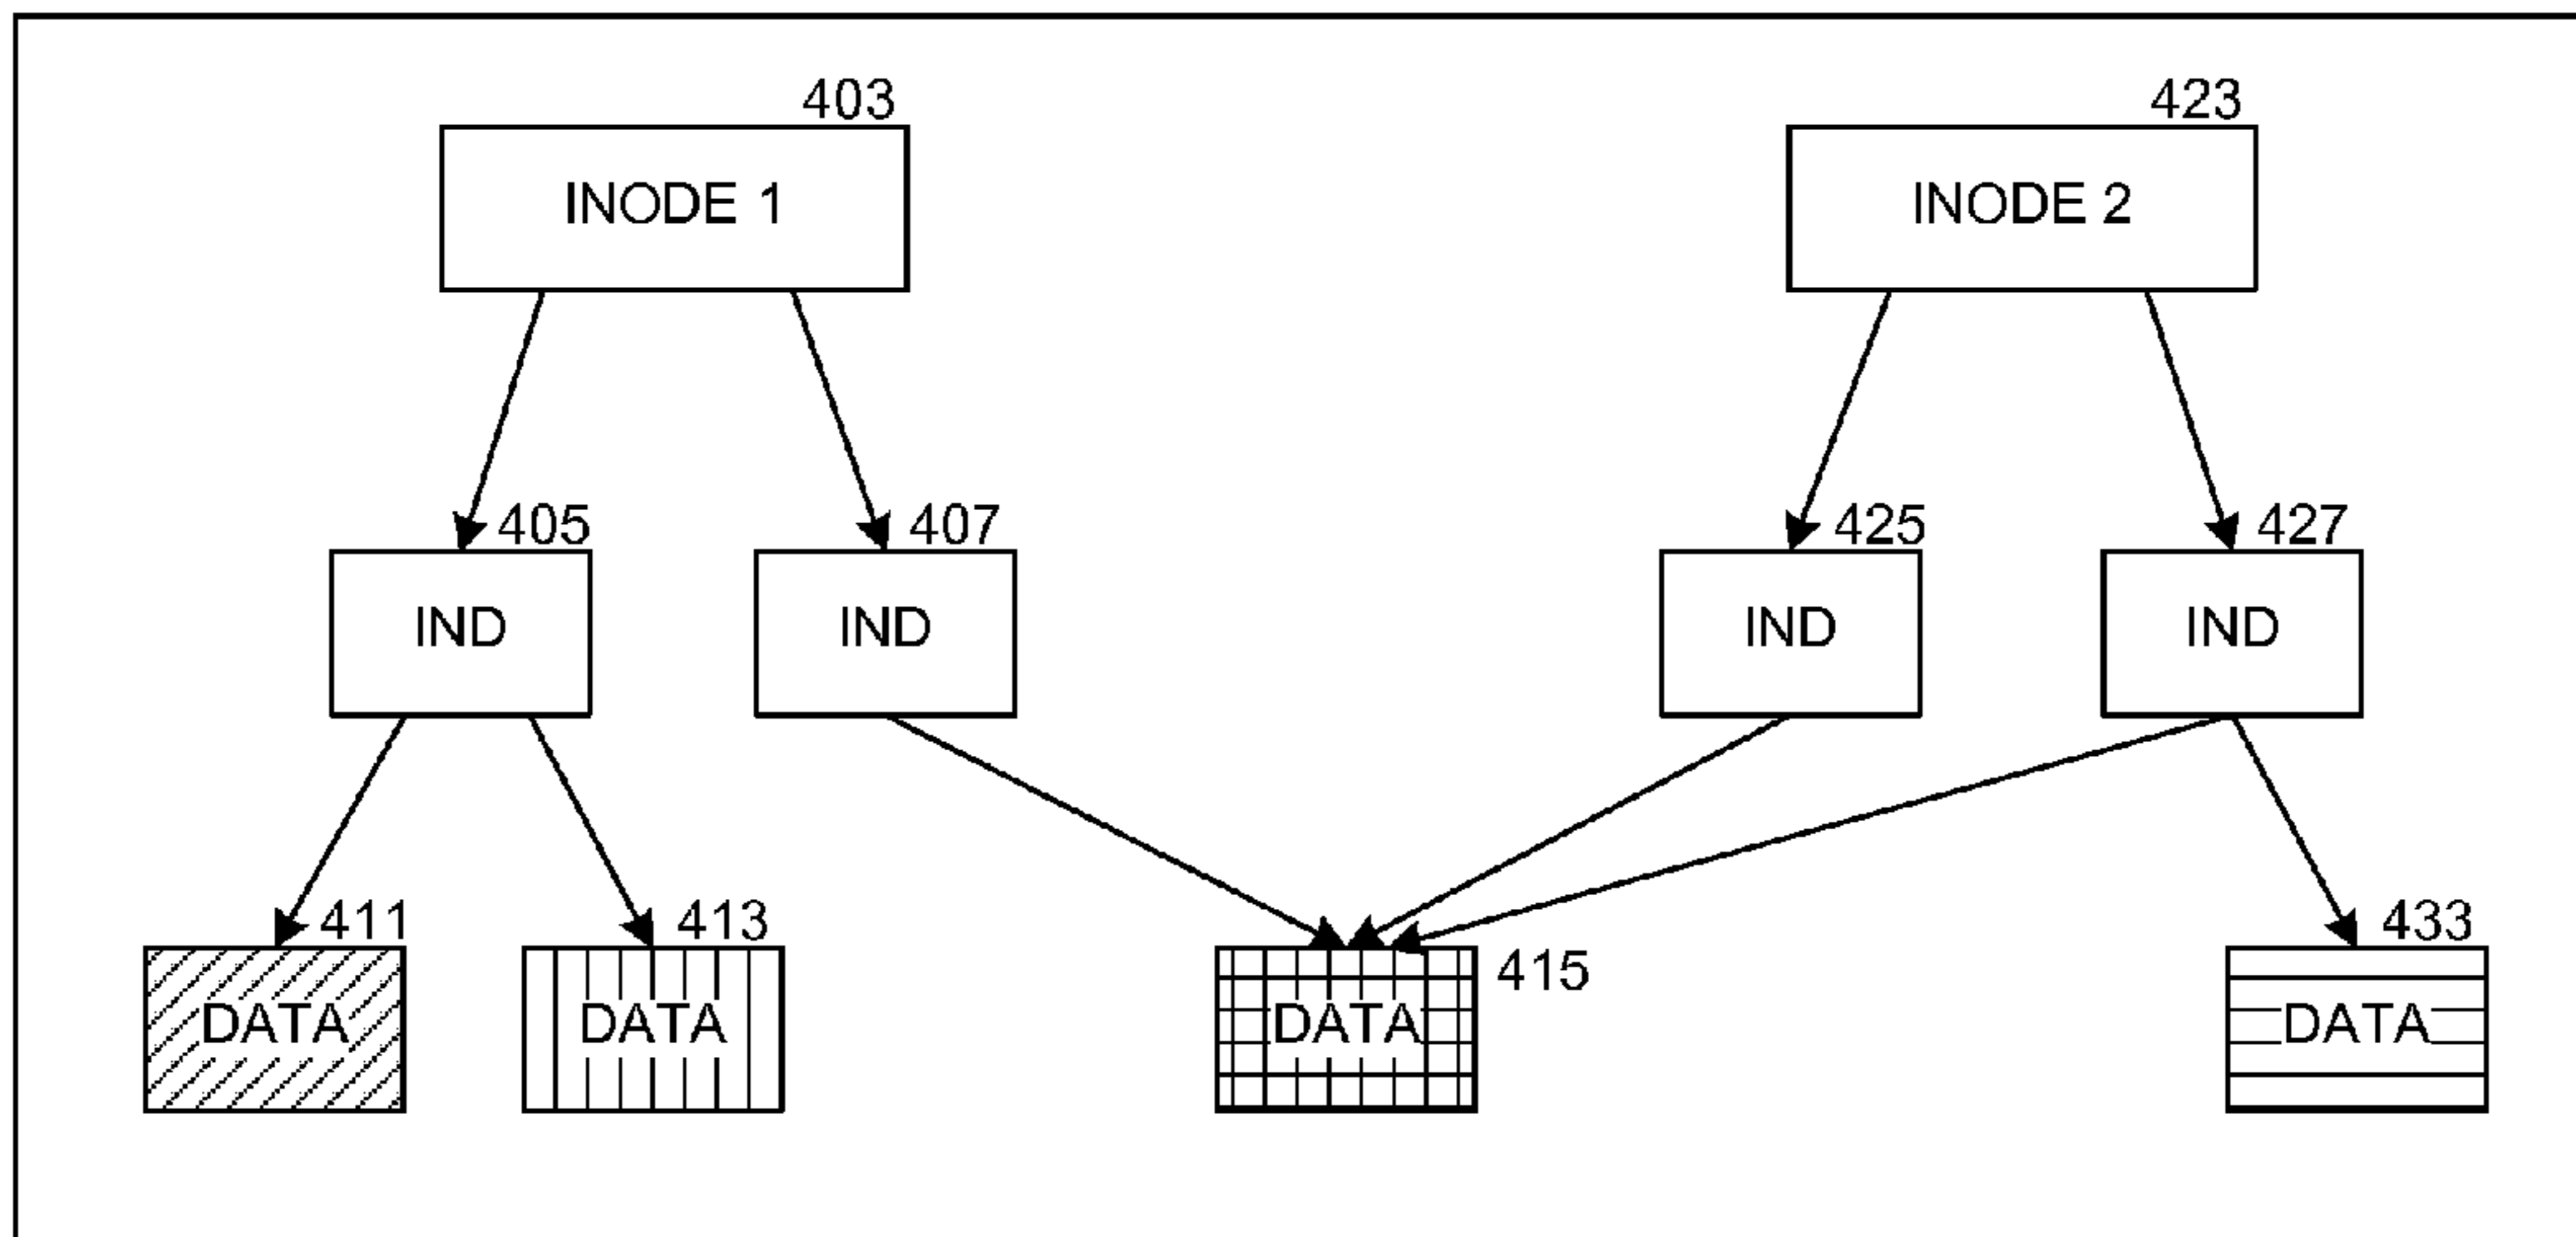 403
423
INODE 1
INODE 2
405
407
425
427
IND
IND
IND
IND
411
413
415
433
DATA
DATA
DATA
DATA